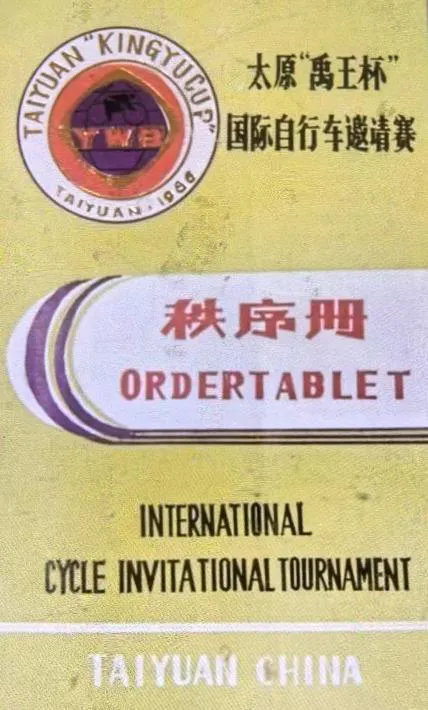 TAIYUAN "KINGYUCUP"
YWB
TAIYUAN·1986
太原"禹王杯"
国际自行车邀请赛
秩序册
ORDERTABLET
INTERNATIONAL
CYCLE INVITATIONAL TOURNAMENT
TAIYUAN CHINA